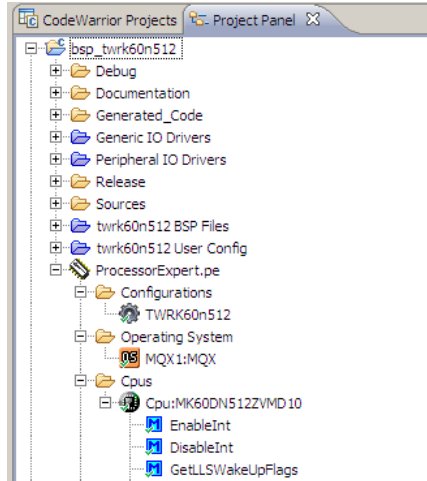 CodeWarrior Projects Project Panel
bsp_twrk60n512
Debug
Documentation
Generated_Code
Generic IO Drivers
Peripheral IO Drivers
Release
Sources
twrk60n512 BSP Files
twrk60n512 User Config
ProcessorExpert.pe
Configurations
TWRK60n512
Operating System
OS MQX1:MQX
Cpus
Cpu:MK60DN512ZVMD10
M EnableInt
M DisableInt
M GetLLSWakeUpFlags